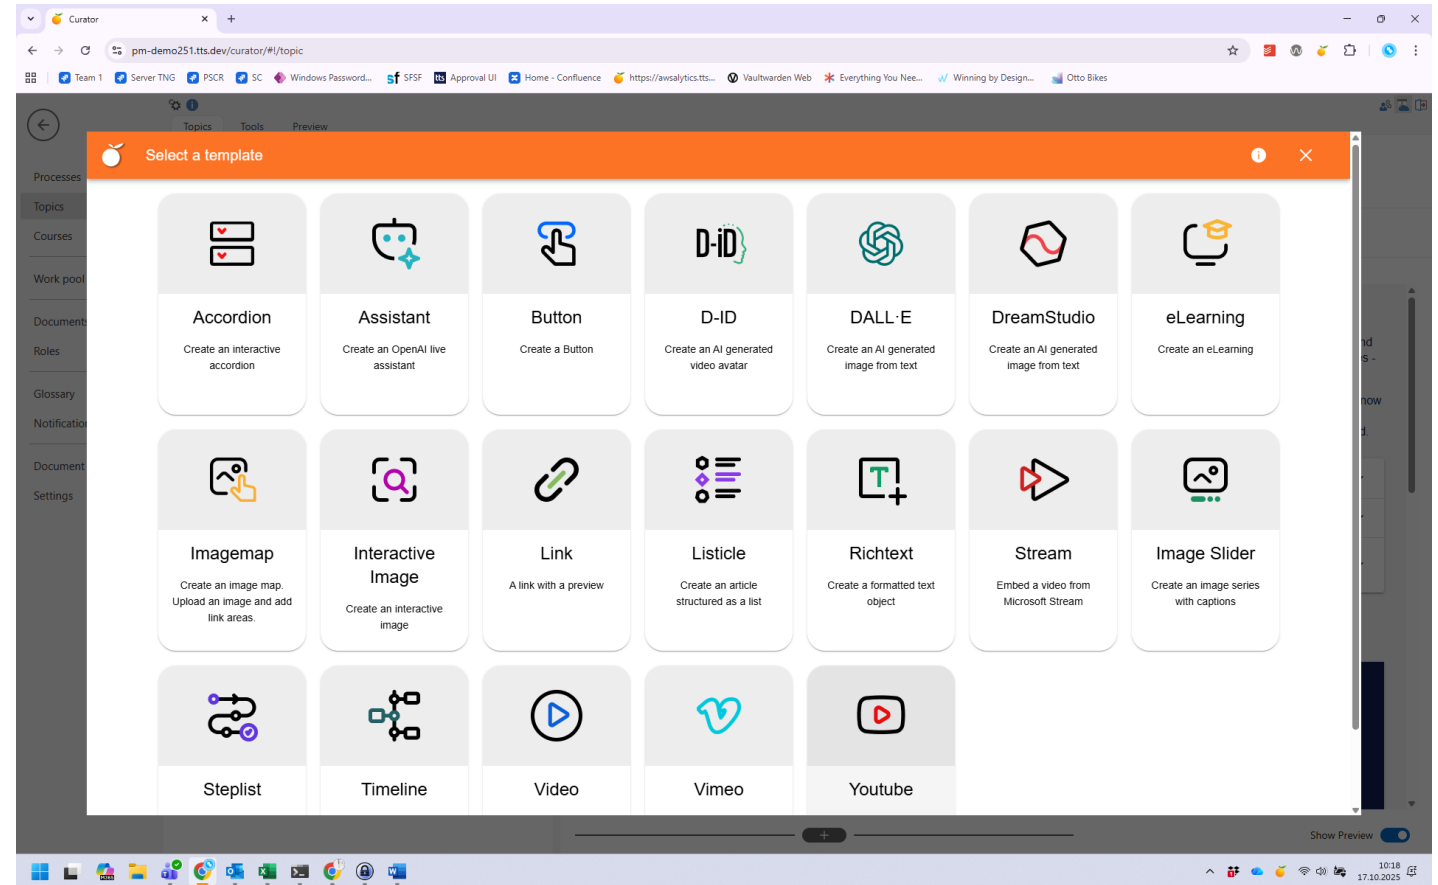 Curator
pm-demo251.tts.dev/curator/#!/topic
Team 1 Server TNG PSCR SC Windows Password... sf SFSF tts Approval UI Home - Confluence https://awsalytics.tts... Vaultwarden Web Everything You Nee... Winning by Design... Otto Bikes
Topics Tools Preview
Select a template
Processes
Topics
Courses
Work pool
Documents
Roles
Glossary
Notification
Document
Settings
D-iD
Accordion Assistant Button D-ID DALL·E DreamStudio eLearning
Create an interactive Create an OpenAI live Create a Button Create an AI generated Create an AI generated Create an AI generated Create an eLearning
accordion assistant video avatar image from text image from text
now
T
Imagemap Interactive Link Listicle Richtext Stream Image Slider
Image
Create an image map. A link with a preview Create an article Create a formatted text Embed a video from Create an image series
Upload an image and add structured as a list object Microsoft Stream with captions
link areas. Create an interactive
image
Steplist Timeline Video Vimeo Youtube
Show Preview
10:18
17.10.2025